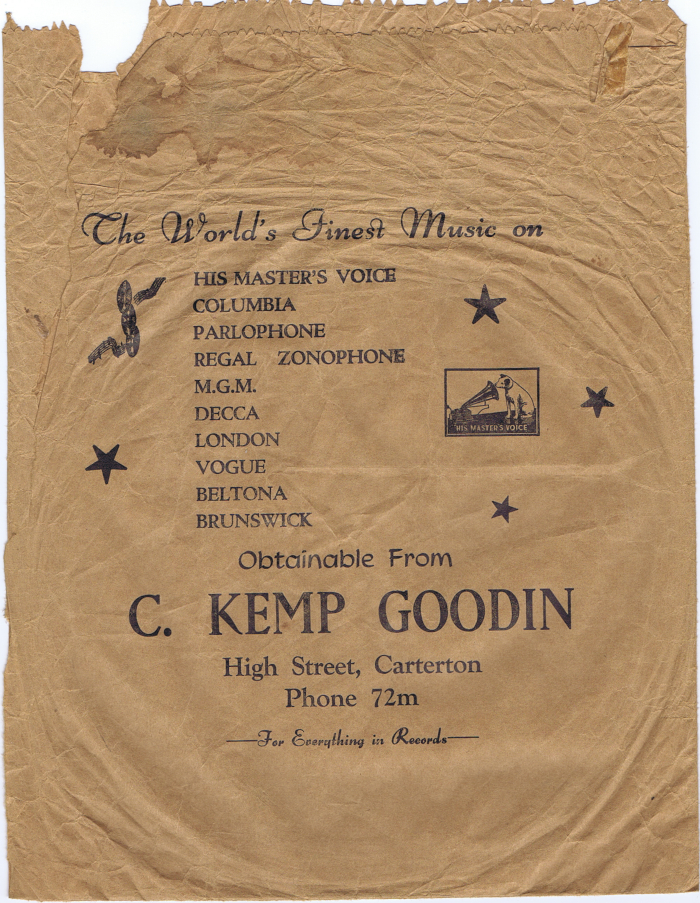 The World's Finest Music on
HIS MASTER'S VOICE
COLUMBIA
PARLOPHONE
REGAL ZONOPHONE
M.G.M.
DECCA
LONDON
VOGUE
BELTONA
BRUNSWICK
"HIS MASTER'S VOICE"
Obtainable From
C. KEMP GOODIN
High Street, Carterton
Phone 72m
—For Everything in Records—